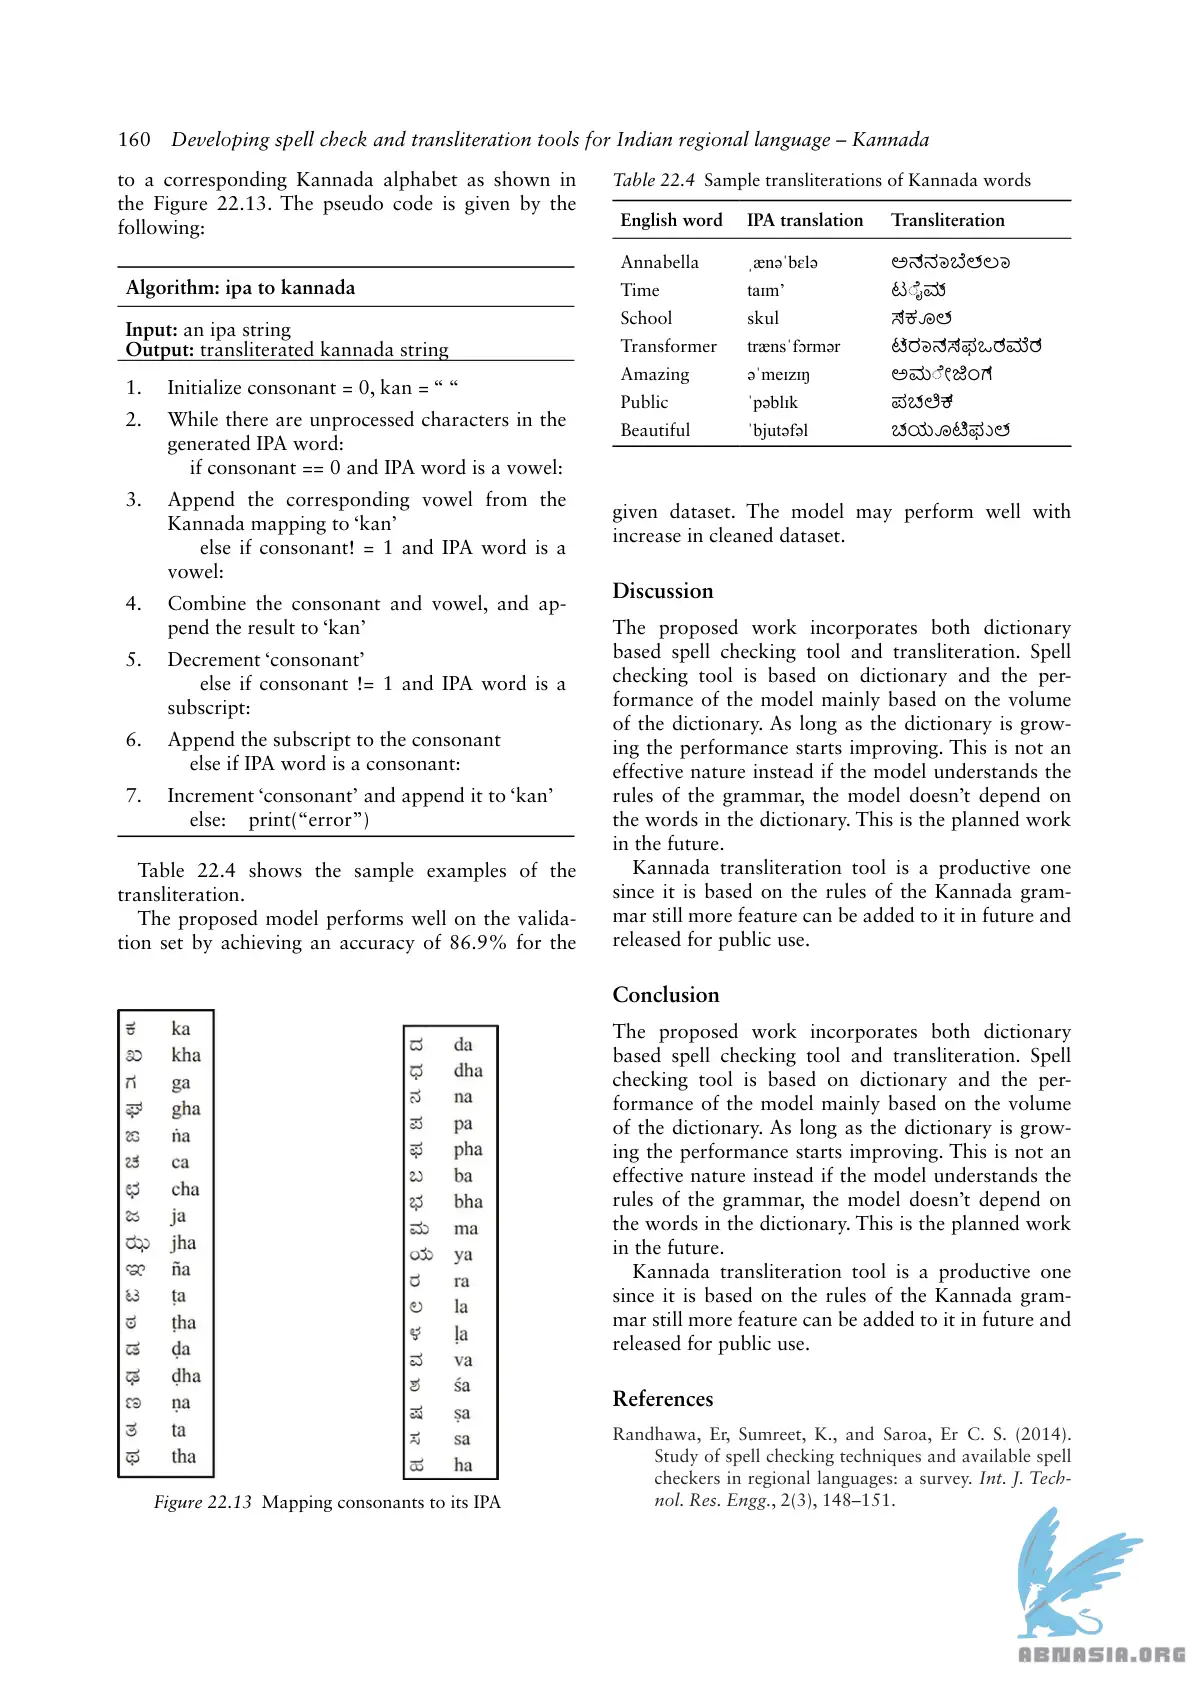 160 Developing spell check and transliteration tools for Indian regional language – Kannada
to a corresponding Kannada alphabet as shown in
the Figure 22.13. The pseudo code is given by the
following:
Algorithm: ipa to kannada
Input: an ipa string
Output: transliterated kannada string
1. Initialize consonant = 0, kan = “ “
2. While there are unprocessed characters in the
generated IPA word:
if consonant == 0 and IPA word is a vowel:
3. Append the corresponding vowel from the
Kannada mapping to ‘kan’
else if consonant! = 1 and IPA word is a
vowel:
4. Combine the consonant and vowel, and ap-
pend the result to ‘kan’
5. Decrement ‘consonant’
else if consonant != 1 and IPA word is a
subscript:
6. Append the subscript to the consonant
else if IPA word is a consonant:
7. Increment ‘consonant’ and append it to ‘kan’
else: print(“error”)
Table 22.4 shows the sample examples of the
transliteration.
The proposed model performs well on the valida-
tion set by achieving an accuracy of 86.9% for the
ಕ ka
ಖ kha
ಗ ga
ಘ gha
ಙ ṅa
ಚ ca
ಛ cha
ಜ ja
ಝ jha
ಞ ña
ಟ ṭa
ಠ ṭha
ಡ ḍa
ಢ ḍha
ಣ ṇa
ತ ta
ಥ tha
ದ da
ಧ dha
ನ na
ಪ pa
ಫ pha
ಬ ba
ಭ bha
ಮ ma
ಯ ya
ರ ra
ಲ la
ಳ ḷa
ವ va
ಶ śa
ಷ ṣa
ಸ sa
ಹ ha
Figure 22.13 Mapping consonants to its IPA
Table 22.4 Sample transliterations of Kannada words
English word IPA translation Transliteration
Annabella ˌænəˈbɛlə ಅನ್ನಾಬೆಲ್ಲಾ
Time taɪm’ ಟೈಮ್
School skul ಸ್ಕೂಲ್
Transformer trænsˈfɔrmər
Amazing əˈmeɪzɪŋ ಅಮೇಜಿಂಗ್
Public ˈpəblɪk ಪಬ್ಲಿಕ್
Beautiful ˈbjutəfəl ಬ್ಯೂಟಿಫುಲ್
given dataset. The model may perform well with
increase in cleaned dataset.
Discussion
The proposed work incorporates both dictionary
based spell checking tool and transliteration. Spell
checking tool is based on dictionary and the per-
formance of the model mainly based on the volume
of the dictionary. As long as the dictionary is grow-
ing the performance starts improving. This is not an
effective nature instead if the model understands the
rules of the grammar, the model doesn’t depend on
the words in the dictionary. This is the planned work
in the future.
Kannada transliteration tool is a productive one
since it is based on the rules of the Kannada gram-
mar still more feature can be added to it in future and
released for public use.
Conclusion
The proposed work incorporates both dictionary
based spell checking tool and transliteration. Spell
checking tool is based on dictionary and the per-
formance of the model mainly based on the volume
of the dictionary. As long as the dictionary is grow-
ing the performance starts improving. This is not an
effective nature instead if the model understands the
rules of the grammar, the model doesn’t depend on
the words in the dictionary. This is the planned work
in the future.
Kannada transliteration tool is a productive one
since it is based on the rules of the Kannada gram-
mar still more feature can be added to it in future and
released for public use.
References
Randhawa, Er, Sumreet, K., and Saroa, Er C. S. (2014).
Study of spell checking techniques and available spell
checkers in regional languages: a survey. Int. J. Tech-
nol. Res. Engg., 2(3), 148–151.
ABNASIA.ORG